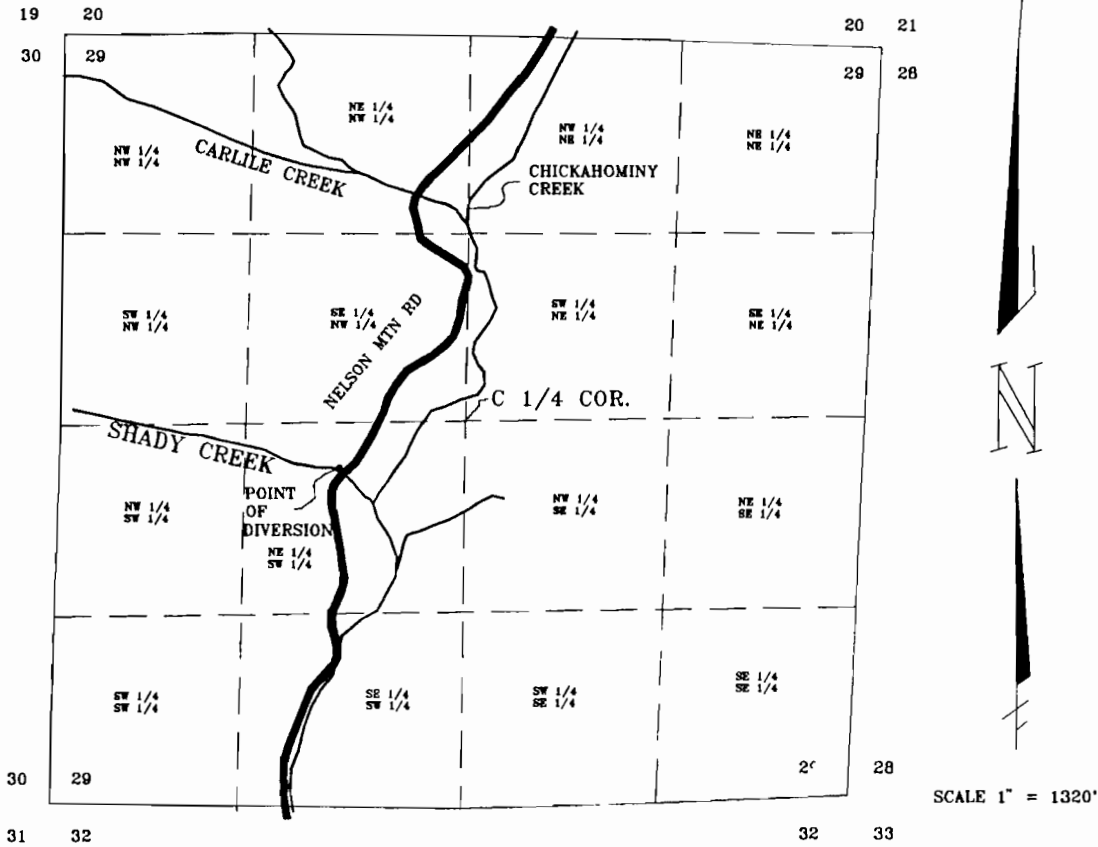 19 20
20 21
30 29
29 28
NE 1/4
NW 1/4
NW 1/4
NE 1/4
NE 1/4
NE 1/4
NW 1/4
NW 1/4
CARLILE CREEK
CHICKAHOMINY
CREEK
SW 1/4
NW 1/4
SE 1/4
NW 1/4
NELSON MTN RD
SW 1/4
NE 1/4
SE 1/4
NE 1/4
C 1/4 COR.
N
SHADY CREEK
POINT
OF
DIVERSION
NW 1/4
SW 1/4
NE 1/4
SW 1/4
NW 1/4
SE 1/4
NE 1/4
SE 1/4
SW 1/4
SW 1/4
SE 1/4
SW 1/4
SW 1/4
SE 1/4
SE 1/4
SE 1/4
30 29
28
SCALE 1" = 1320'
31 32
32 33